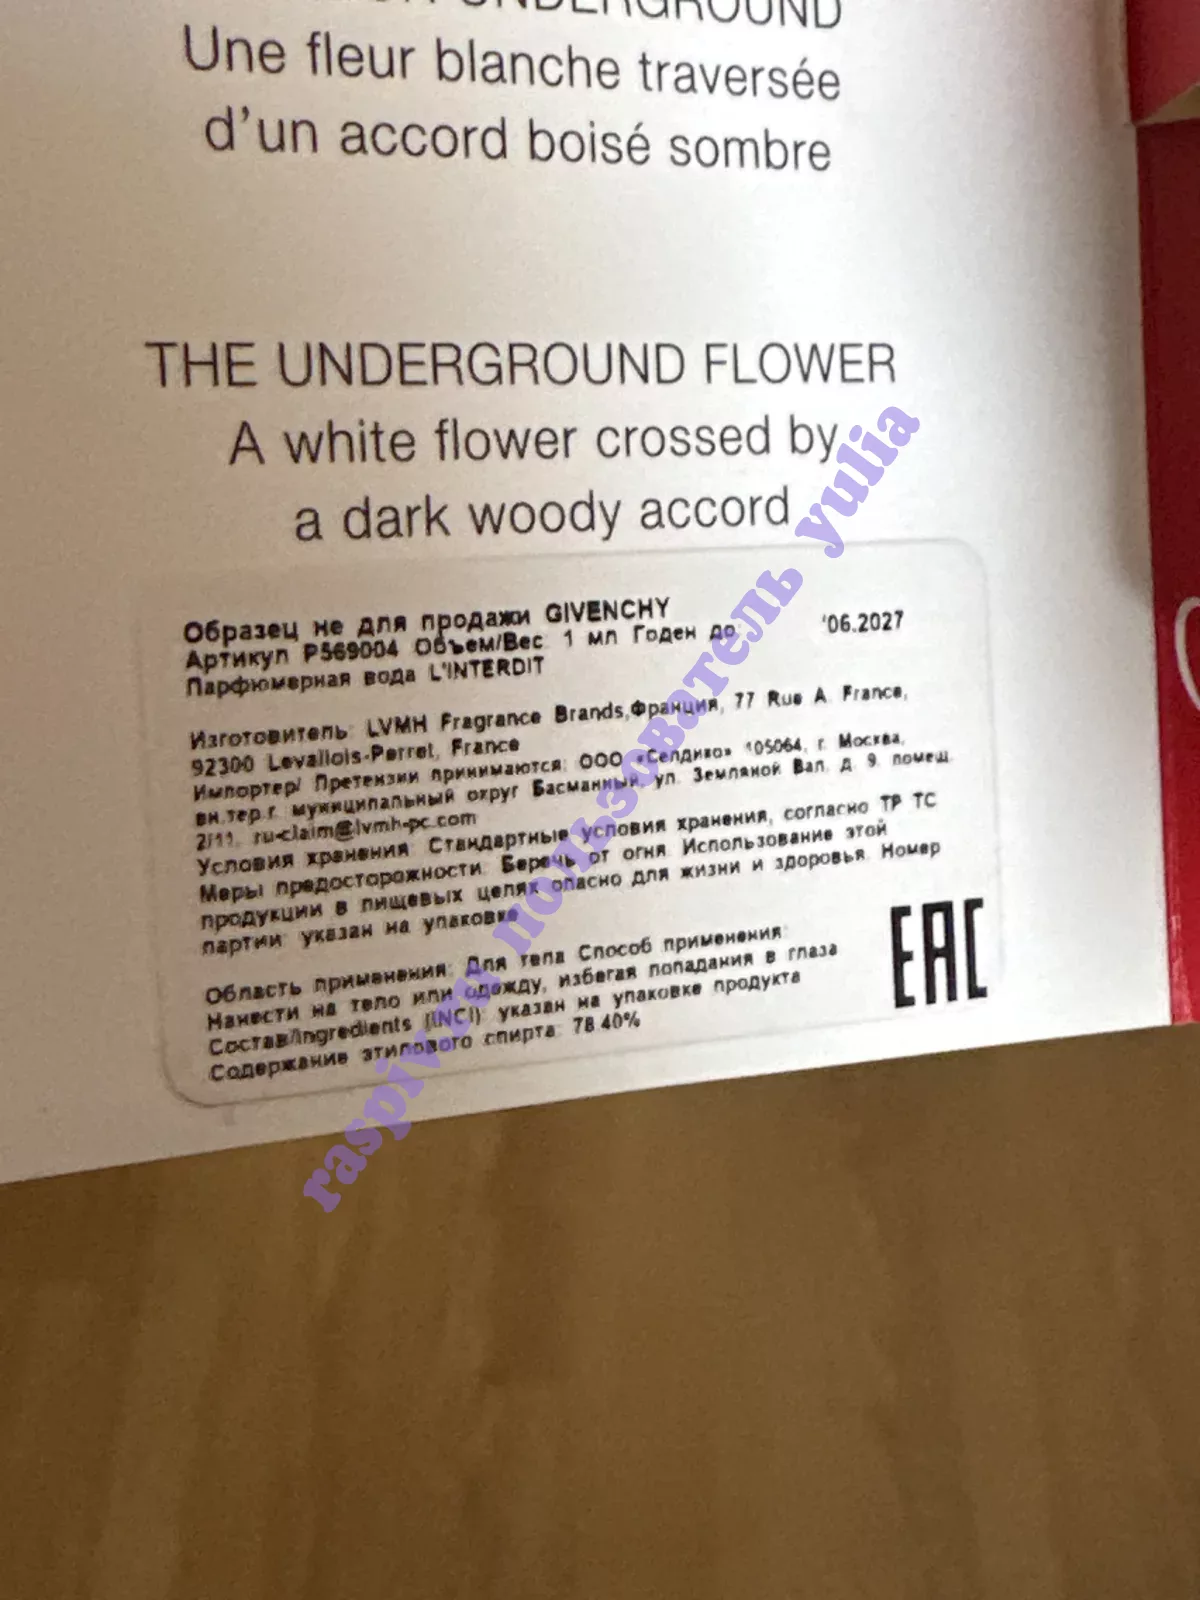 UNDERGROUND
Une fleur blanche traversée
d'un accord boisé sombre
THE UNDERGROUND FLOWER
A white flower crossed by
a dark woody accord
Образец не для продажи GIVENCHY
Артикул P569004 Объем/Вес: 1 мл Годен до: '06.2027
Парфюмерная вода L'INTERDIT
Изготовитель: LVMH Fragrance Brands,Франция, 77 Rue A. France,
92300 Levallois-Perret, France
Импортер/ Претензии принимаются: ООО «Селдико» 105064, г. Москва,
вн.тер.г. муниципальный округ Басманный, ул. Земляной Вал, д. 9, помещ.
2/11, ru-claim@lvmh-pc.com
Условия хранения: Стандартные условия хранения, согласно ТР ТС
Меры предосторожности: Беречь от огня. Использование этой
продукции в пищевых целях опасно для жизни и здоровья. Номер
партии: указан на упаковке
Область применения: Для тела Способ применения:
Нанести на тело или одежду, избегая попадания в глаза
Состав/Ingredients (INCI): указан на упаковке продукта
Содержание этилового спирта: 78.40%
EAC
raspiv.ru пользователь yulia